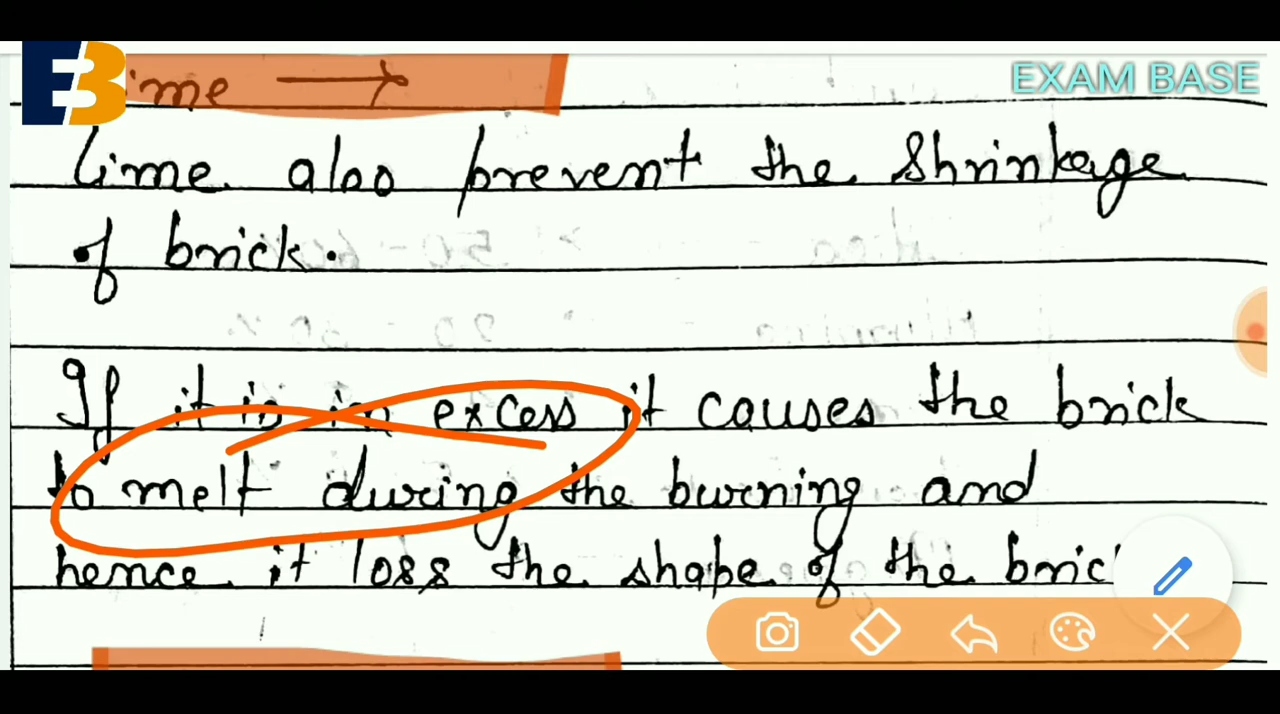 EXAM BASE
ime →
Lime also prevent the Shrinkage
of brick.
If it is in excess it causes the brick
to melt during the burning and
hence it loss the shape of the bric